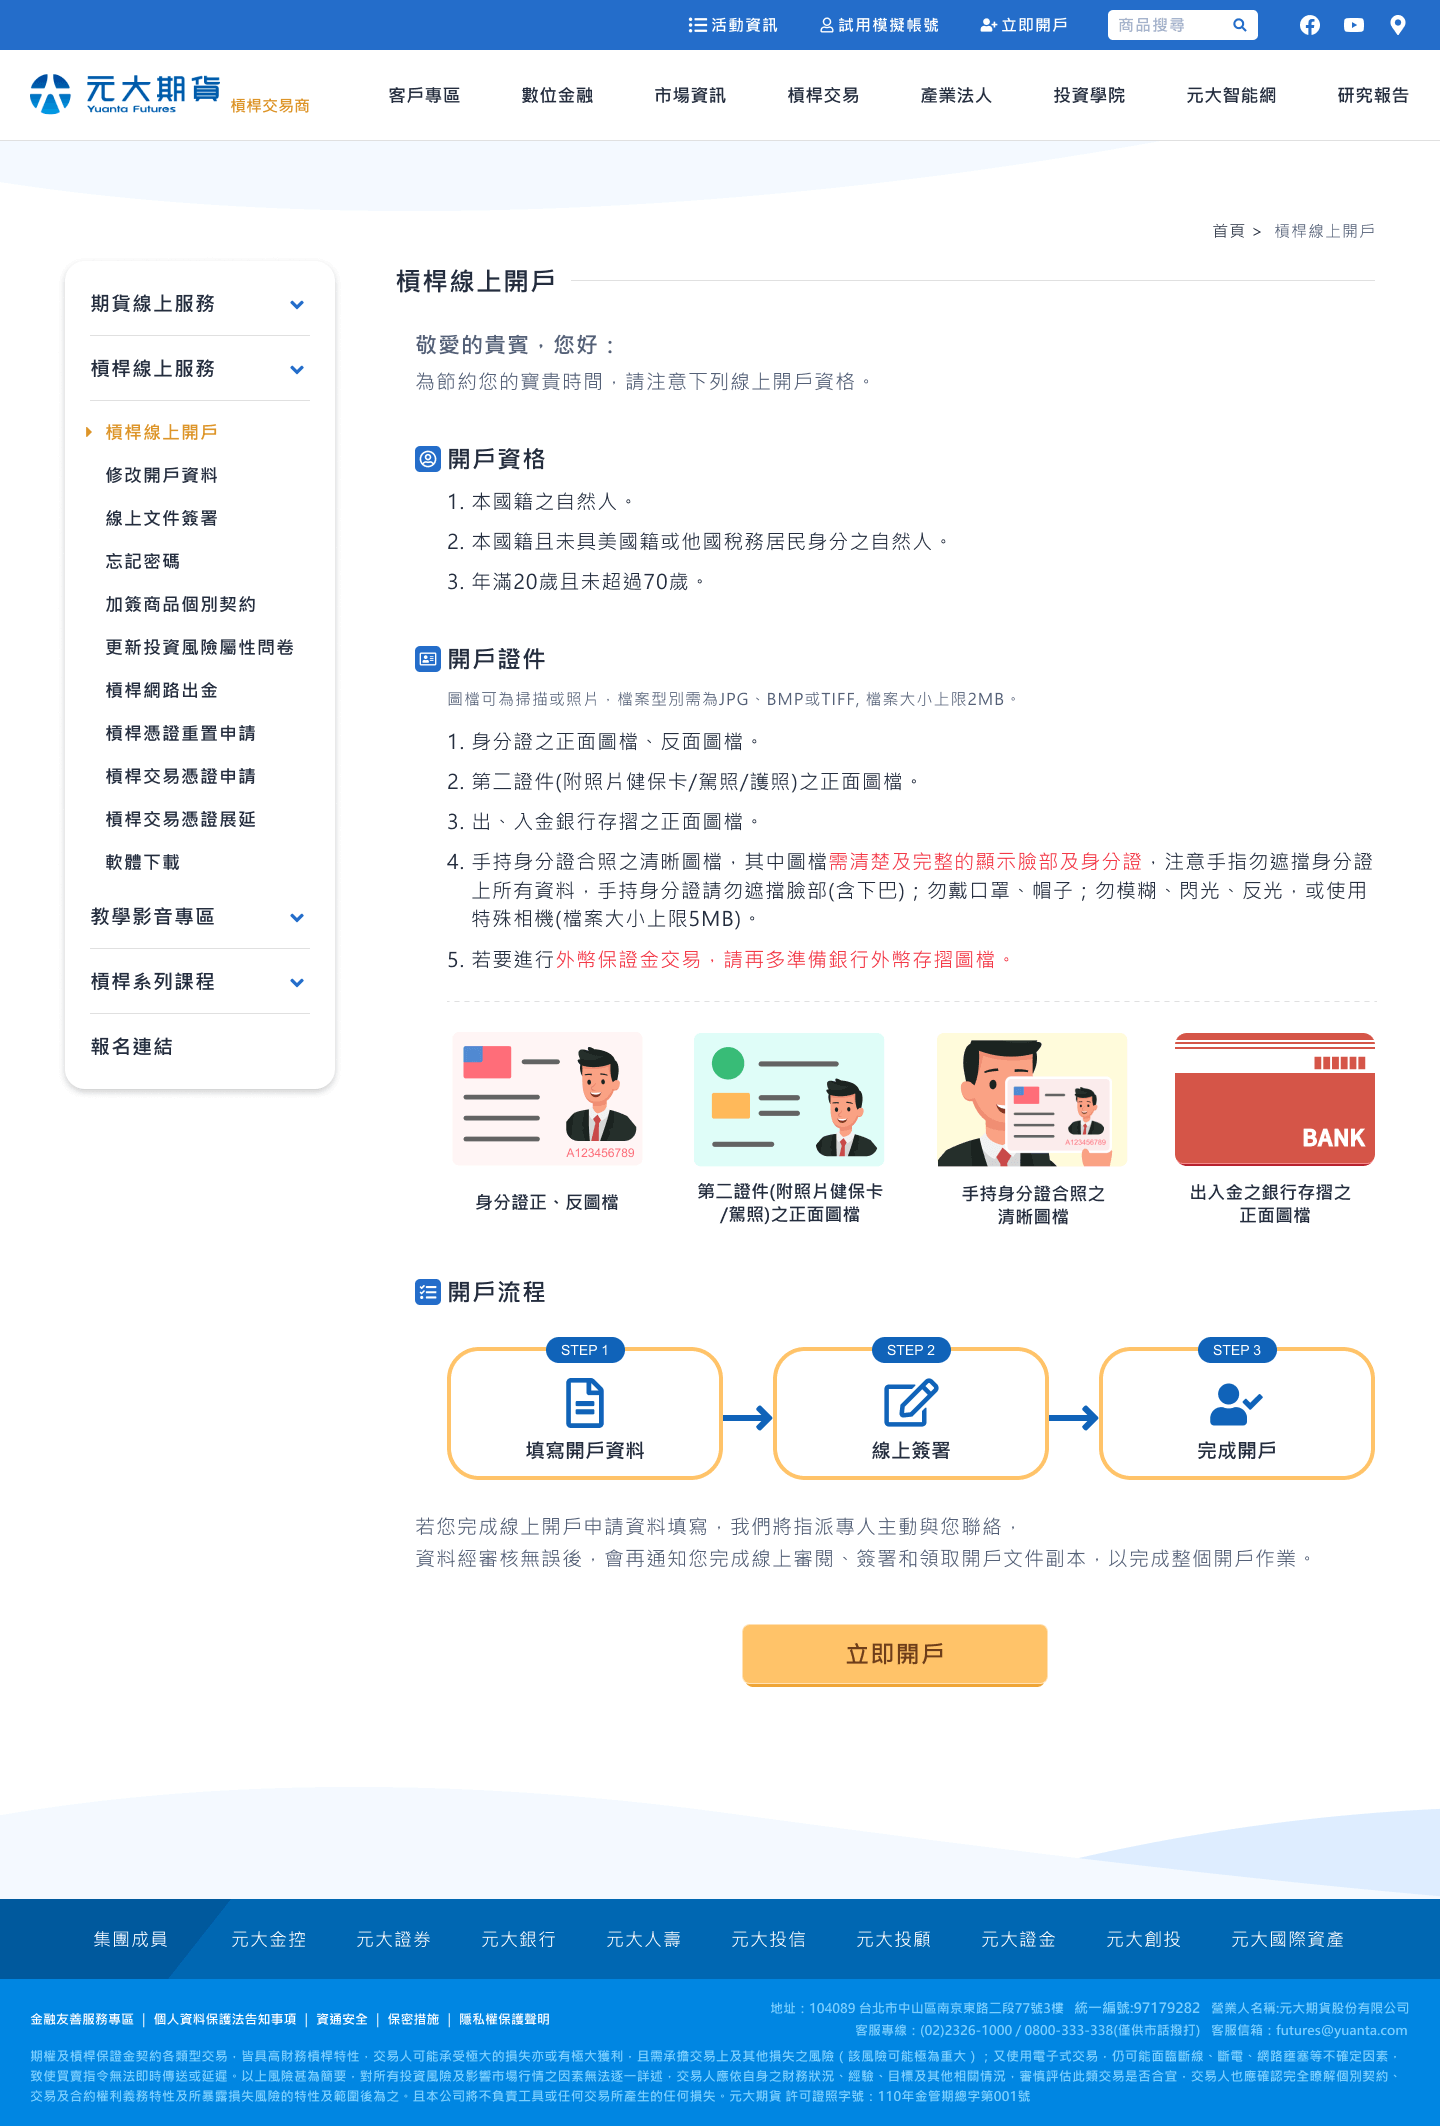 活動資訊 試用模擬帳號 立即開戶 商品搜尋
元大期貨 Yuanta Futures 槓桿交易商
客戶專區 數位金融 市場資訊 槓桿交易 產業法人 投資學院 元大智能網 研究報告
首頁 > 槓桿線上開戶
期貨線上服務
槓桿線上服務
槓桿線上開戶
修改開戶資料
線上文件簽署
忘記密碼
加簽商品個別契約
更新投資風險屬性問卷
槓桿網路出金
槓桿憑證重置申請
槓桿交易憑證申請
槓桿交易憑證展延
軟體下載
教學影音專區
槓桿系列課程
報名連結
槓桿線上開戶
敬愛的貴賓，您好：
為節約您的寶貴時間，請注意下列線上開戶資格。
開戶資格
1. 本國籍之自然人。
2. 本國籍且未具美國籍或他國稅務居民身分之自然人。
3. 年滿20歲且未超過70歲。
開戶證件
圖檔可為掃描或照片，檔案型別需為JPG、BMP或TIFF, 檔案大小上限2MB。
1. 身分證之正面圖檔、反面圖檔。
2. 第二證件(附照片健保卡/駕照/護照)之正面圖檔。
3. 出、入金銀行存摺之正面圖檔。
4. 手持身分證合照之清晰圖檔，其中圖檔需清楚及完整的顯示臉部及身分證，注意手指勿遮擋身分證
上所有資料，手持身分證請勿遮擋臉部(含下巴)；勿戴口罩、帽子；勿模糊、閃光、反光，或使用
特殊相機(檔案大小上限5MB)。
5. 若要進行外幣保證金交易，請再多準備銀行外幣存摺圖檔。
A123456789
A123456789
BANK
身分證正、反圖檔
第二證件(附照片健保卡
/駕照)之正面圖檔
手持身分證合照之
清晰圖檔
出入金之銀行存摺之
正面圖檔
開戶流程
STEP 1
填寫開戶資料
STEP 2
線上簽署
STEP 3
完成開戶
若您完成線上開戶申請資料填寫，我們將指派專人主動與您聯絡，
資料經審核無誤後，會再通知您完成線上審閱、簽署和領取開戶文件副本，以完成整個開戶作業。
立即開戶
集團成員 元大金控 元大證券 元大銀行 元大人壽 元大投信 元大投顧 元大證金 元大創投 元大國際資產
金融友善服務專區 | 個人資料保護法告知事項 | 資通安全 | 保密措施 | 隱私權保護聲明
地址：104089 台北市中山區南京東路二段77號3樓 統一編號:97179282 營業人名稱:元大期貨股份有限公司
客服專線：(02)2326-1000 / 0800-333-338(僅供市話撥打) 客服信箱：futures@yuanta.com
期權及槓桿保證金契約各類型交易，皆具高財務槓桿特性，交易人可能承受極大的損失亦或有極大獲利，且需承擔交易上及其他損失之風險（該風險可能極為重大）；又使用電子式交易，仍可能面臨斷線、斷電、網路壅塞等不確定因素，
致使買賣指令無法即時傳送或延遲。以上風險甚為簡要，對所有投資風險及影響市場行情之因素無法逐一詳述，交易人應依自身之財務狀況、經驗、目標及其他相關情況，審慎評估此類交易是否合宜，交易人也應確認完全瞭解個別契約、
交易及合約權利義務特性及所暴露損失風險的特性及範圍後為之。且本公司將不負責工具或任何交易所產生的任何損失。元大期貨 許可證照字號：110年金管期總字第001號